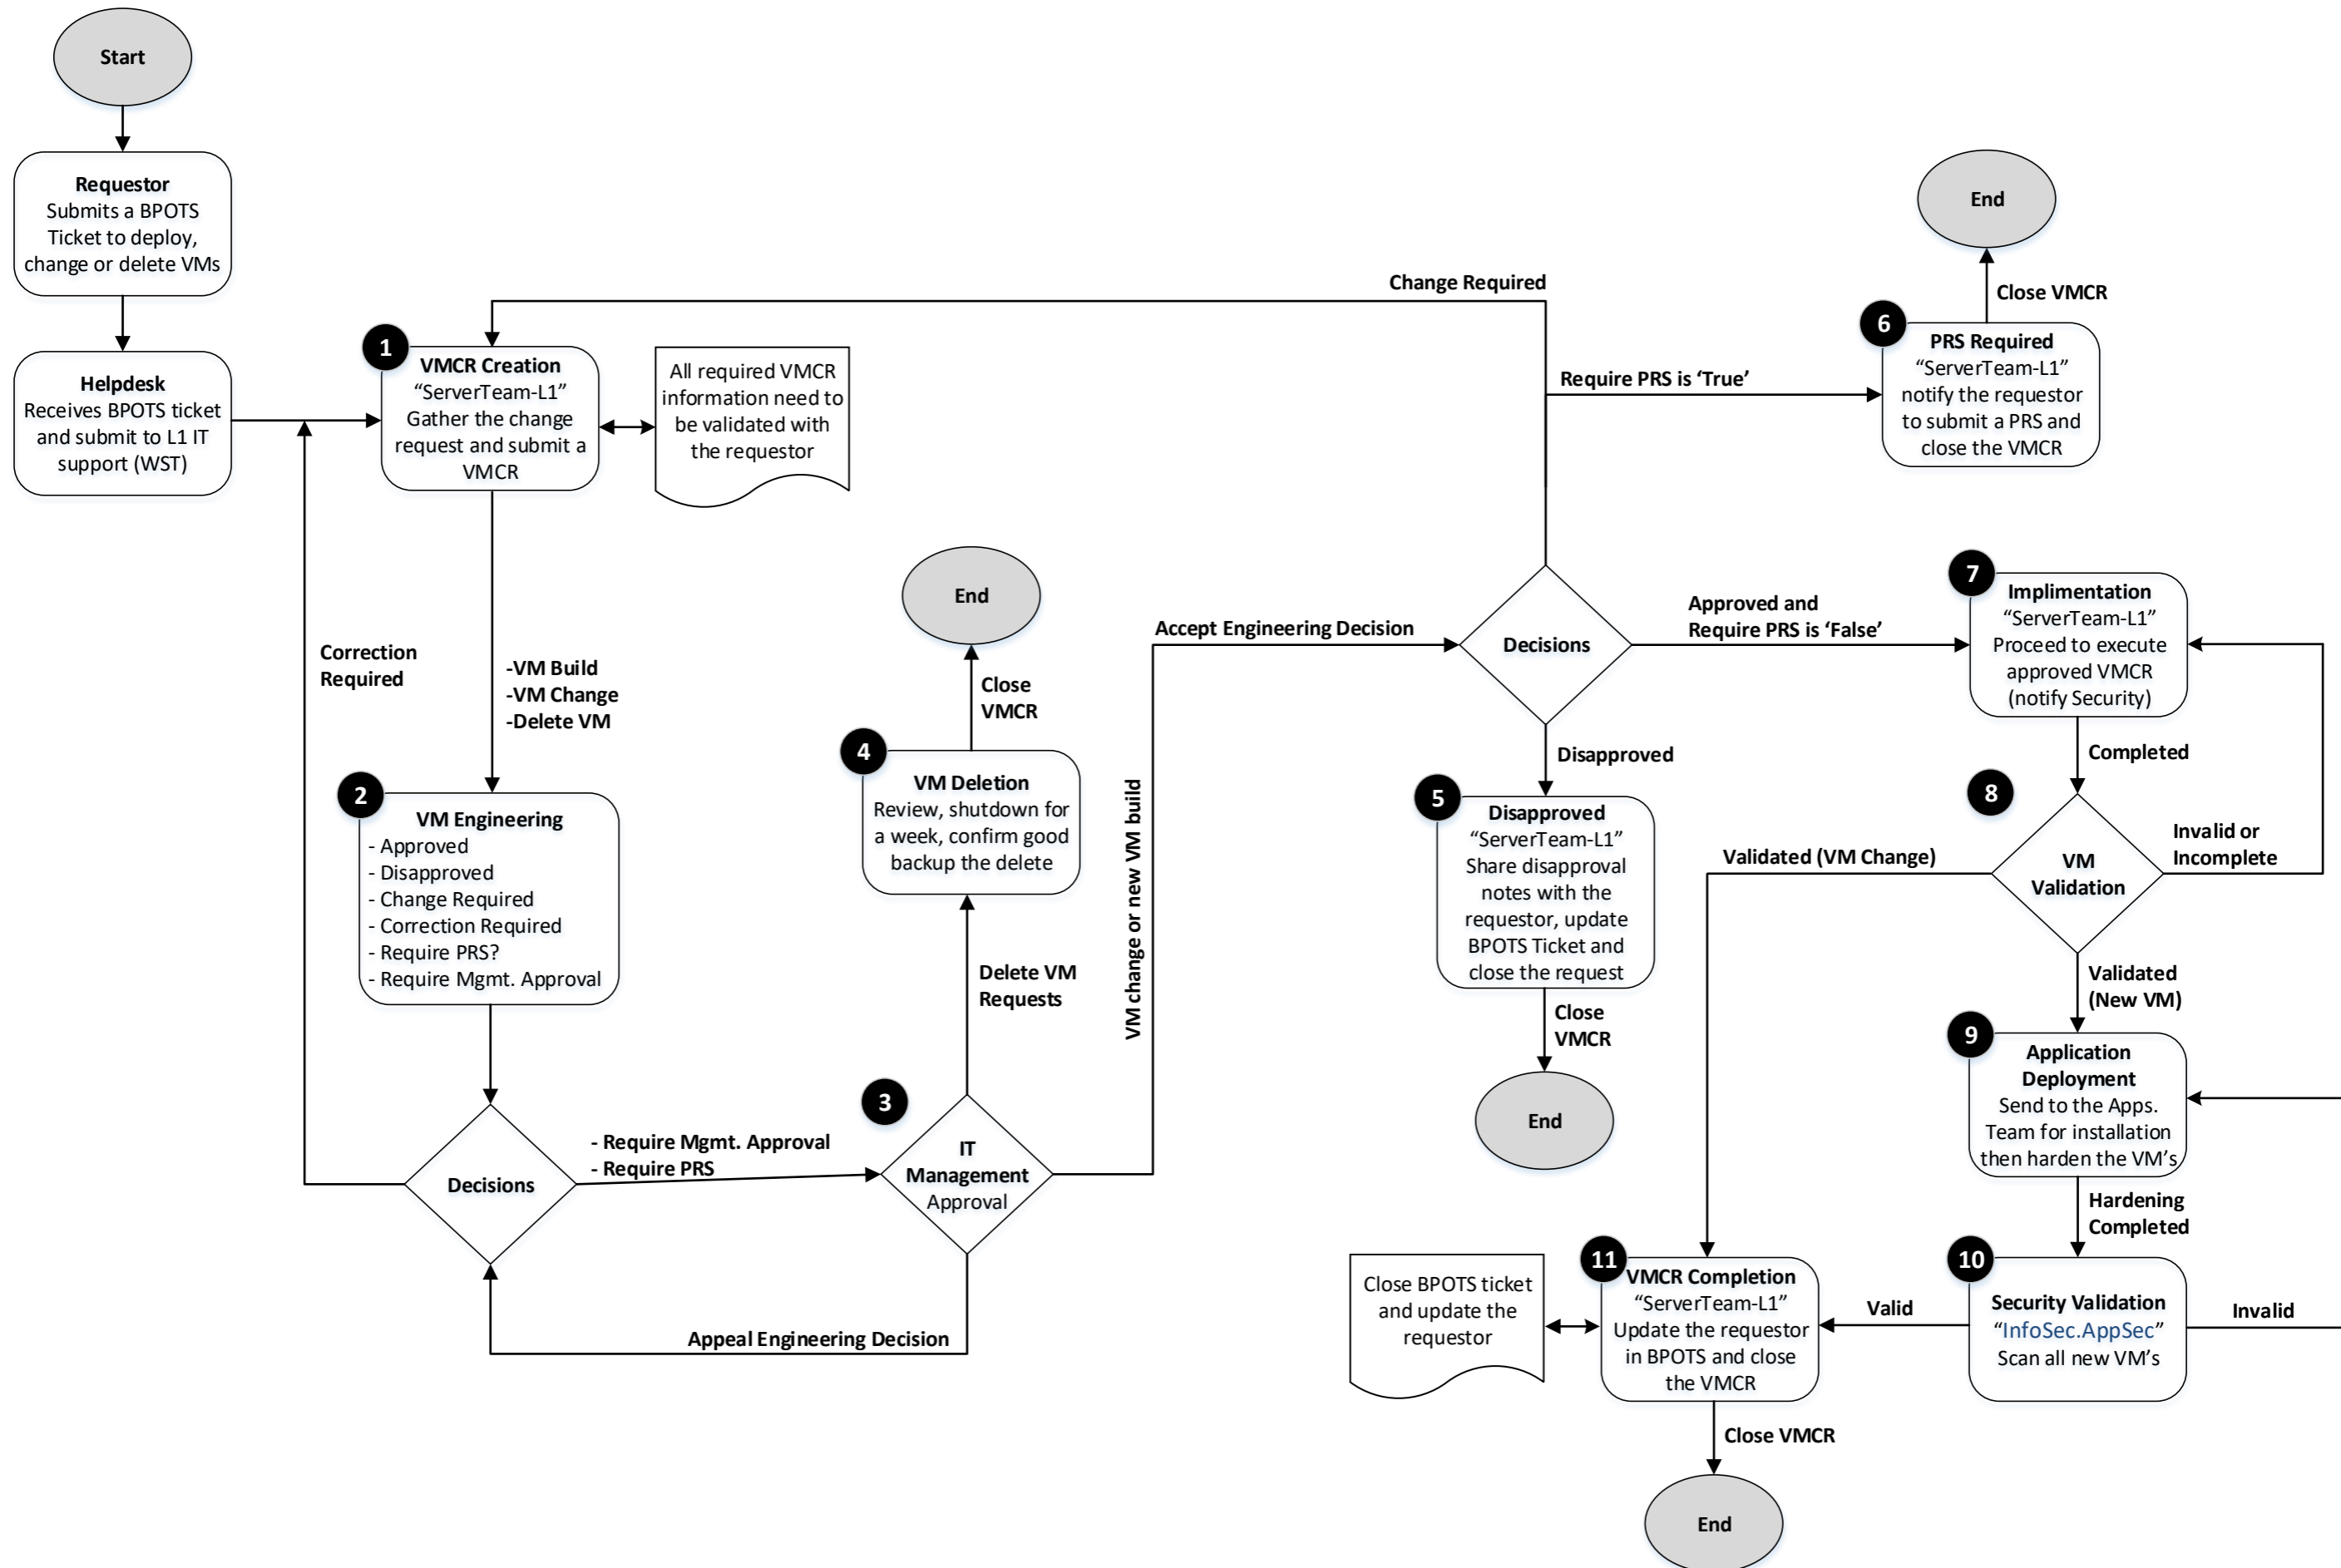 Start
Requestor
Submits a BPOTS
Ticket to deploy,
change or delete VMs
Helpdesk
Receives BPOTS ticket
and submit to L1 IT
support (WST)
1
VMCR Creation
“ServerTeam-L1”
Gather the change
request and submit a
VMCR
All required VMCR
information need to
be validated with
the requestor
Change Required
Correction
Required
-VM Build
-VM Change
-Delete VM
2
VM Engineering
- Approved
- Disapproved
- Change Required
- Correction Required
- Require PRS?
- Require Mgmt. Approval
Decisions
- Require Mgmt. Approval
- Require PRS
3
IT
Management
Approval
Appeal Engineering Decision
Delete VM
Requests
4
VM Deletion
Review, shutdown for
a week, confirm good
backup the delete
Close
VMCR
End
VM change or new VM build
Accept Engineering Decision
Decisions
Require PRS is ‘True’
6
PRS Required
“ServerTeam-L1”
notify the requestor
to submit a PRS and
close the VMCR
Close VMCR
End
Approved and
Require PRS is ‘False’
Disapproved
5
Disapproved
“ServerTeam-L1”
Share disapproval
notes with the
requestor, update
BPOTS Ticket and
close the request
Close
VMCR
End
7
Implimentation
“ServerTeam-L1”
Proceed to execute
approved VMCR
(notify Security)
Completed
8
VM
Validation
Invalid or
Incomplete
Validated (VM Change)
Validated
(New VM)
9
Application
Deployment
Send to the Apps.
Team for installation
then harden the VM’s
Hardening
Completed
10
Security Validation
“InfoSec.AppSec”
Scan all new VM’s
Invalid
Valid
11
VMCR Completion
“ServerTeam-L1”
Update the requestor
in BPOTS and close
the VMCR
Close BPOTS ticket
and update the
requestor
Close VMCR
End